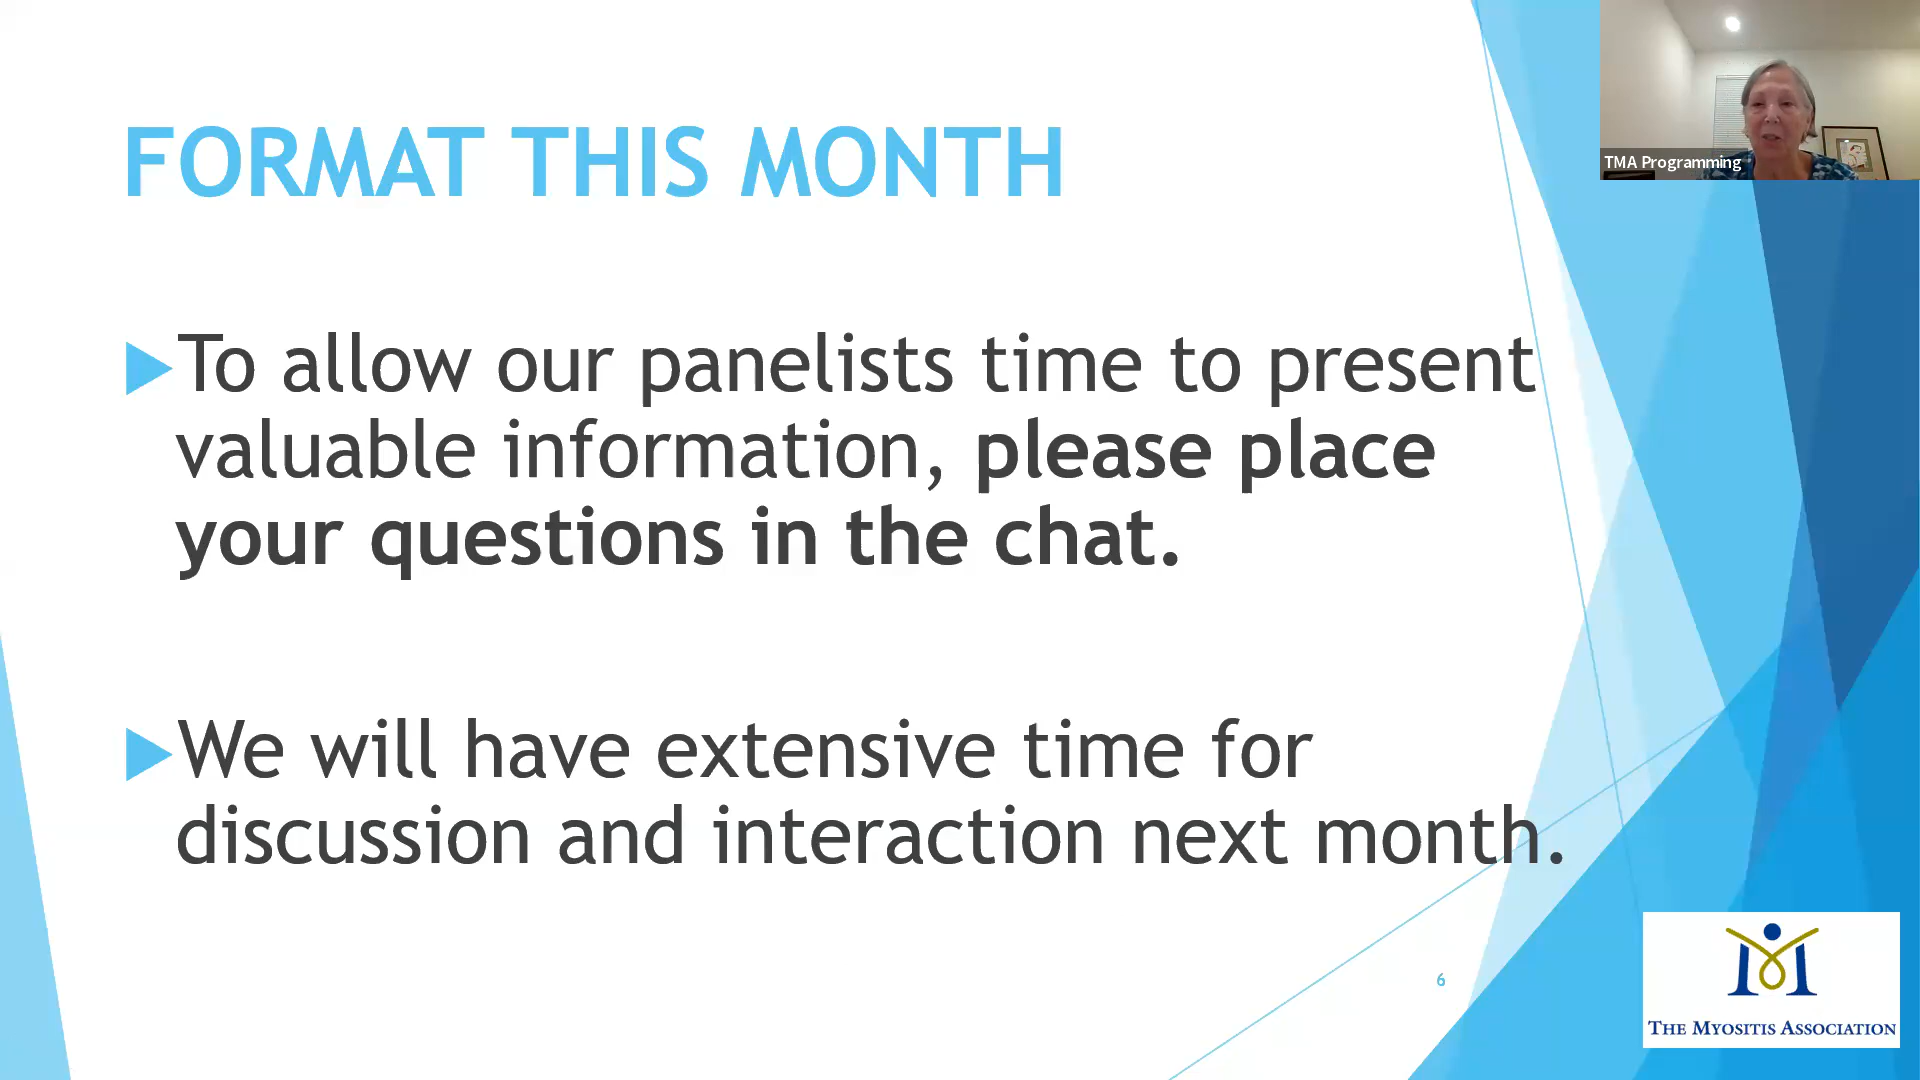 FORMAT THIS MONTH
TMA Programming
To allow our panelists time to present
valuable information, please place
your questions in the chat.
We will have extensive time for
discussion and interaction next month.
6
THE MYOSITIS ASSOCIATION